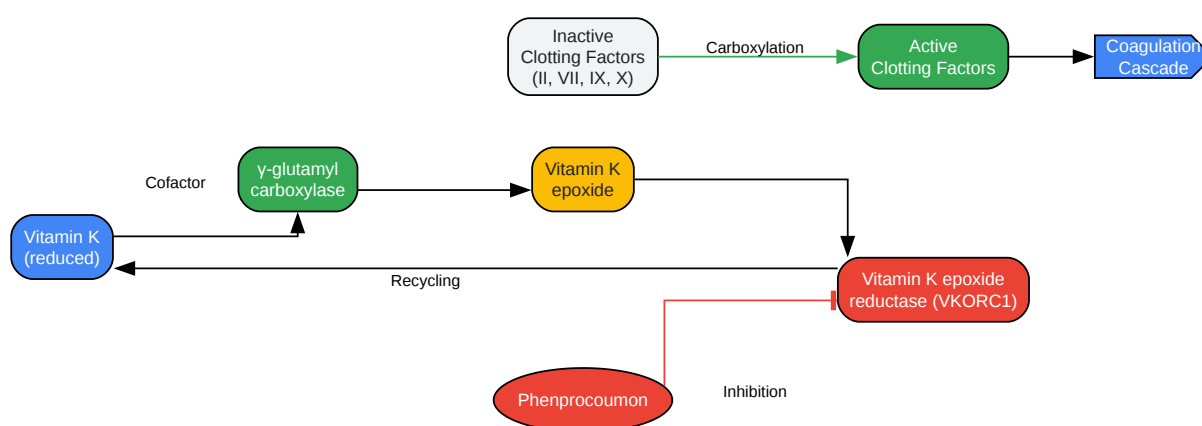 Inactive
Clotting Factors
(II, VII, IX, X)
Carboxylation
Active
Clotting Factors
Coagulation
Cascade
Cofactor
γ-glutamyl
carboxylase
Vitamin K
epoxide
Vitamin K
(reduced)
Recycling
Vitamin K epoxide
reductase (VKORC1)
Phenprocoumon
Inhibition